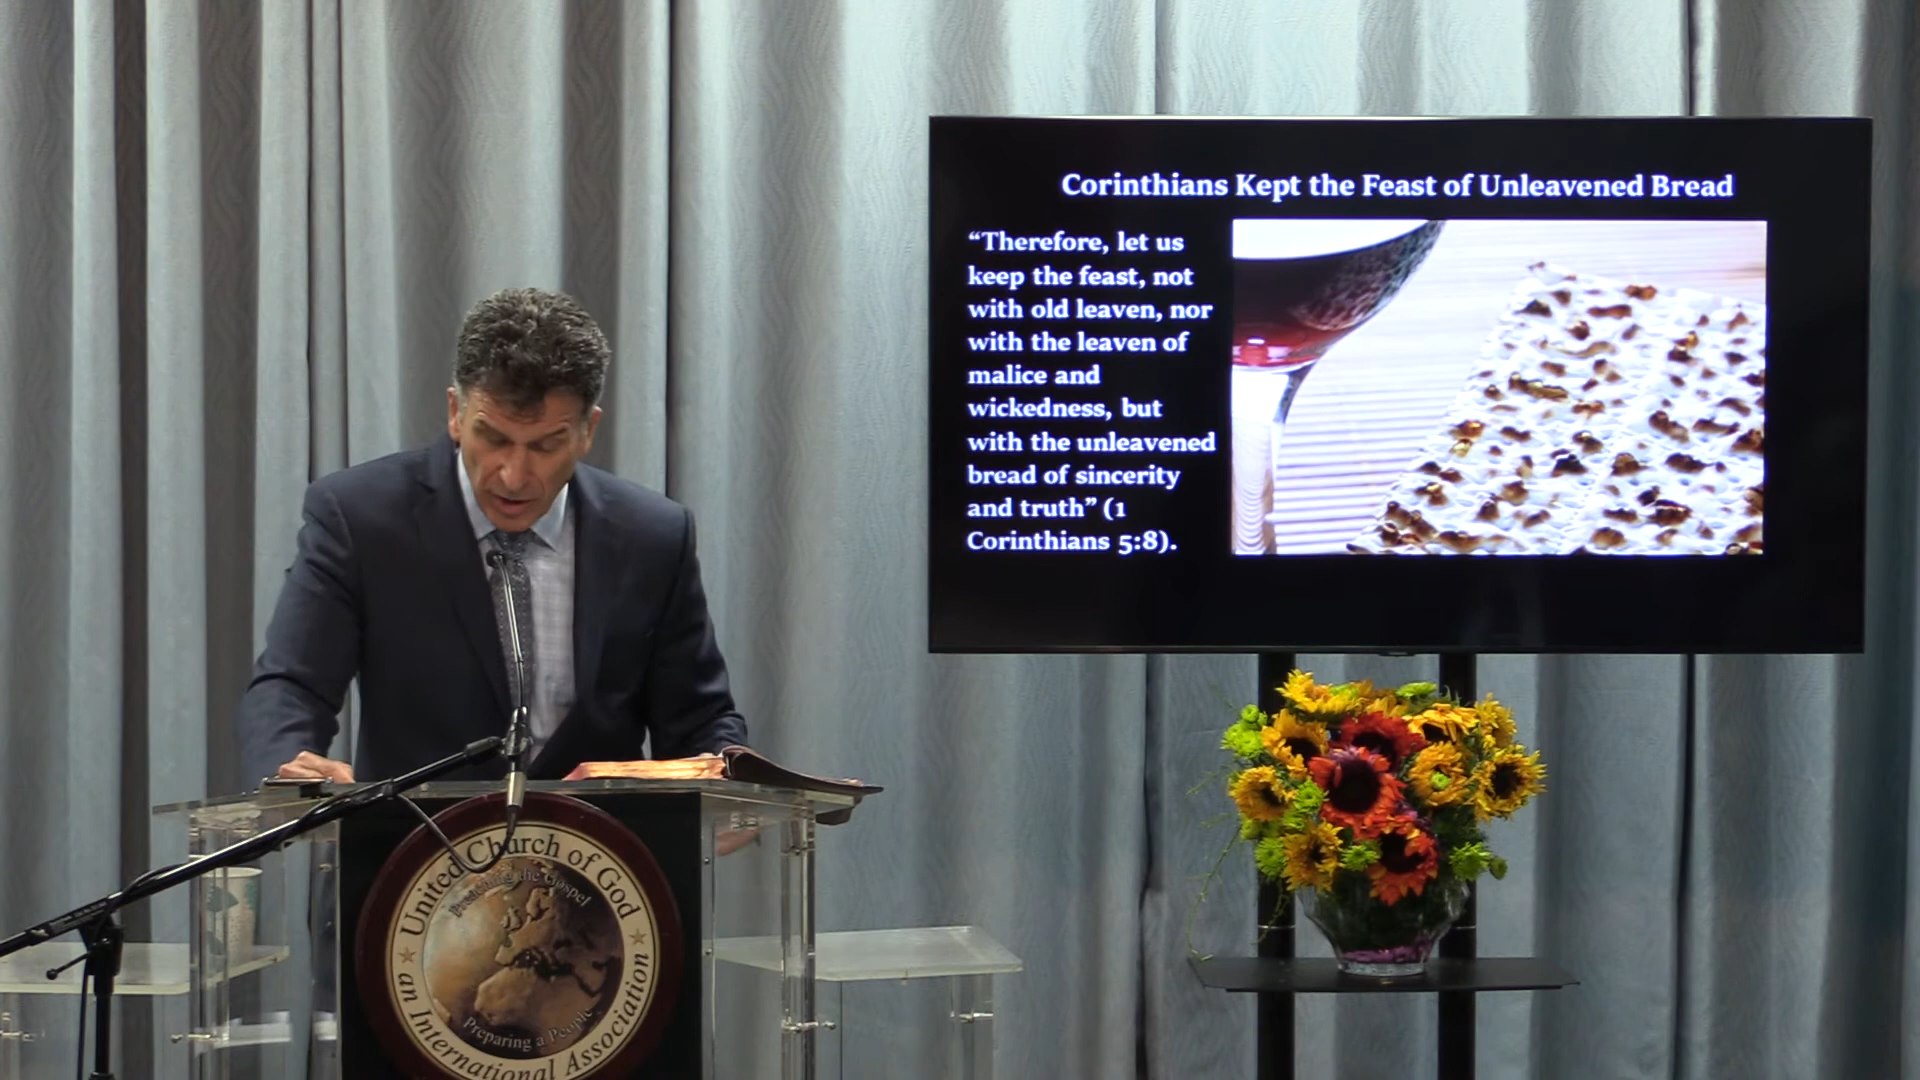 Corinthians Kept the Feast of Unleavened Bread
“Therefore, let us
keep the feast, not
with old leaven, nor
with the leaven of
malice and
wickedness, but
with the unleavened
bread of sincerity
and truth” (1
Corinthians 5:8).
United Church of God
Preaching the Gospel
Preparing a People
an International Association